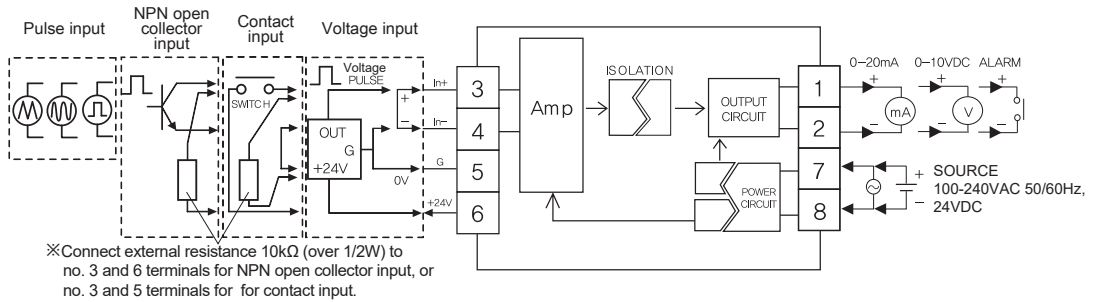 Pulse input
NPN open
collector
input
Contact
input
Voltage input
Voltage
PULSE
SWITCH
OUT
G
+24V
0V
+
−
In+
In−
G
+24V
3
4
5
6
Amp
ISOLATION
OUTPUT
CIRCUIT
POWER
CIRCUIT
1
2
7
8
0−20mA
0−10VDC
ALARM
+
+
+
mA
V
−
−
−
+
−
SOURCE
100-240VAC 50/60Hz,
24VDC
※Connect external resistance 10kΩ (over 1/2W) to
no. 3 and 6 terminals for NPN open collector input, or
no. 3 and 5 terminals for for contact input.